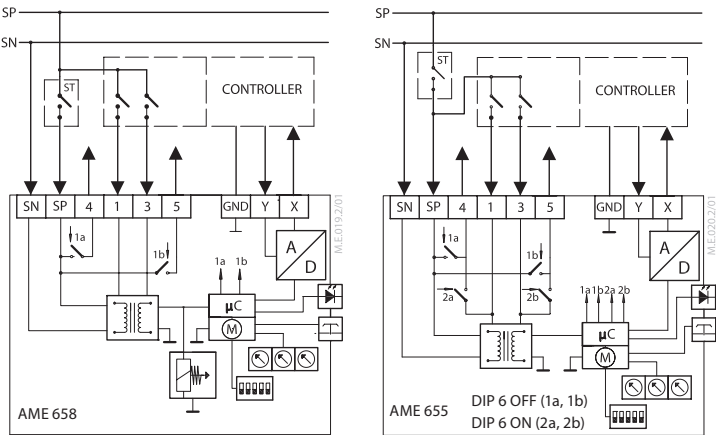 SP
SN
ST
CONTROLLER
SN SP 4 1 3 5 GND Y X
1a
1b
1a 1b
A
D
µC
M
AME 658
M.E.019.2/01
SP
SN
ST
CONTROLLER
SN SP 4 1 3 5 GND Y X
1a
1b
2a
2b
1a 1b 2a 2b
A
D
µC
M
AME 655
DIP 6 OFF (1a, 1b)
DIP 6 ON (2a, 2b)
M.E.020.2/01